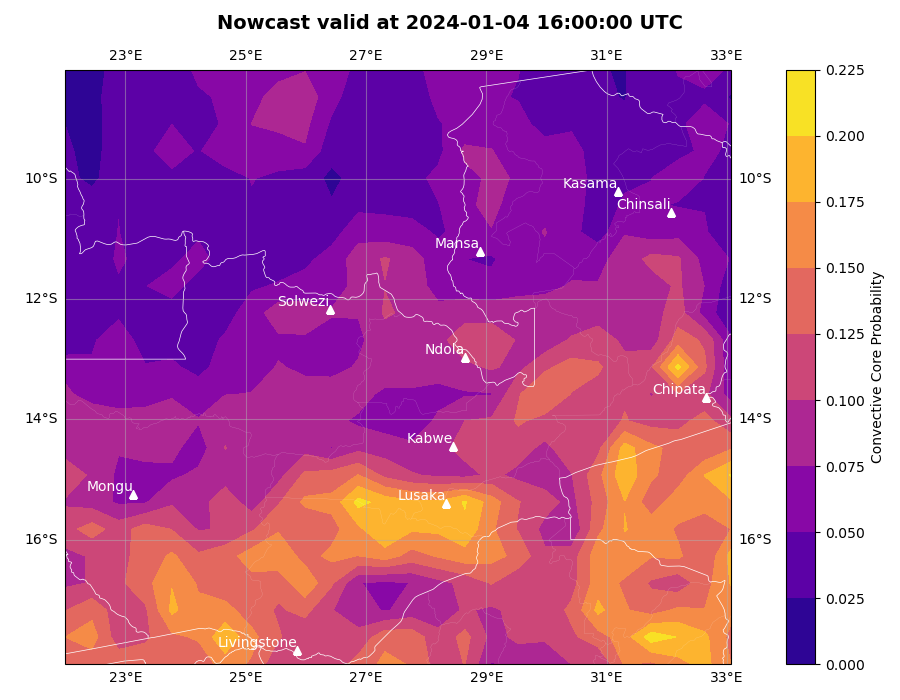 Nowcast valid at 2024-01-04 16:00:00 UTC
23°E 25°E 27°E 29°E 31°E 33°E
0.225
0.200
10°S Kasama 10°S
Chinsali
0.175
Mansa
0.150
12°S Solwezi 12°S
0.125
Ndola
Chipata
0.100
14°S 14°S
Kabwe
0.075
Mongu
Lusaka
0.050
16°S 16°S
0.025
Livingstone
0.000
23°E 25°E 27°E 29°E 31°E 33°E
Convective Core Probability